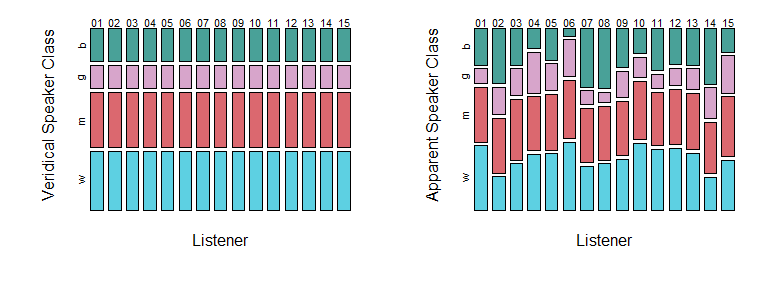 01 02 03 04 05 06 07 08 09 10 11 12 13 14 15
b
g
m
w
Veridical Speaker Class
Listener
01 02 03 04 05 06 07 08 09 10 11 12 13 14 15
b
g
m
w
Apparent Speaker Class
Listener